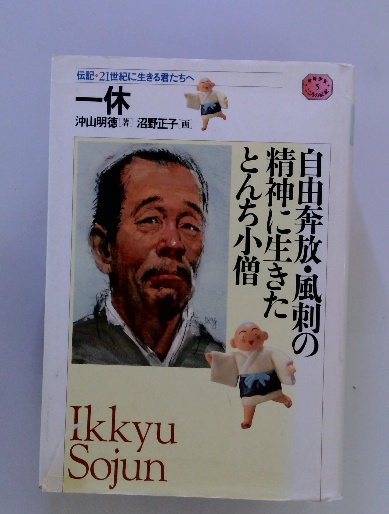 伝記・21世紀に生きる君たちへ
一休
沖山明徳[著] 沼野正子[画]
5
自由奔放・風刺の
精神に生きた
とんち小僧
Ikkyu
Sojun